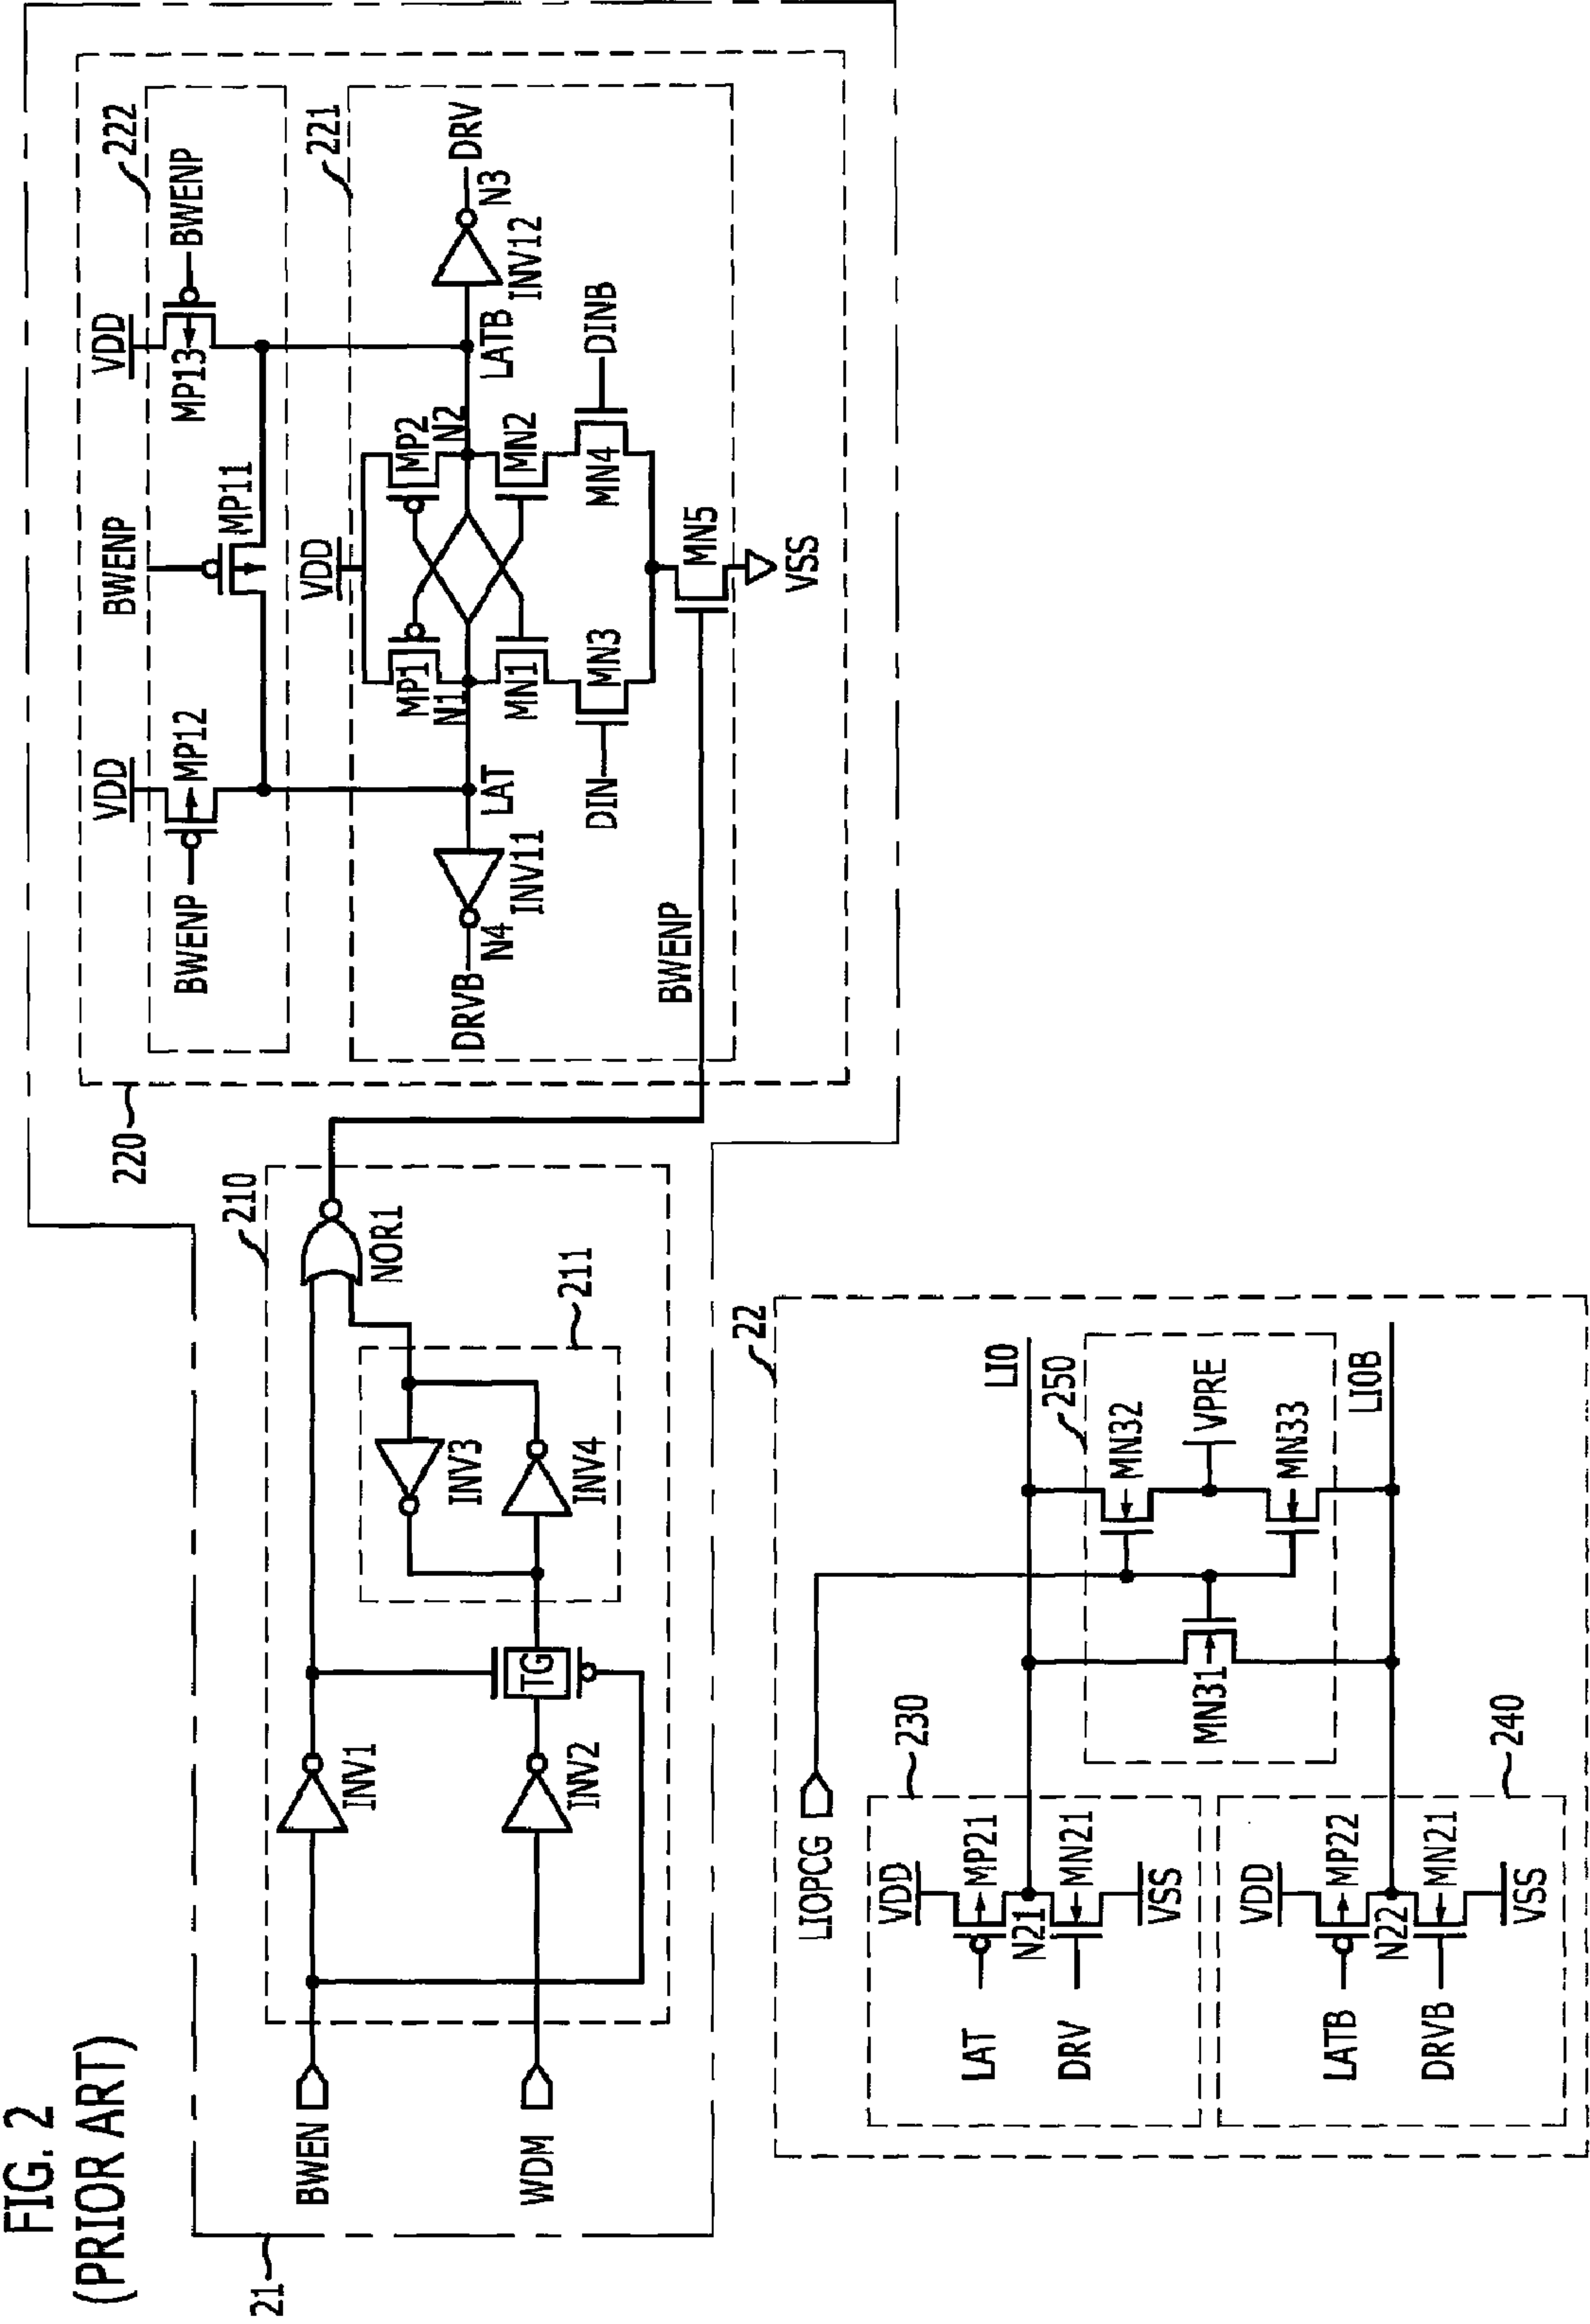 FIG. 2
(PRIOR ART)
21
BWEN
WDM
INV1
INV2
TG
211
INV3
INV4
NOR1
210
220
222
VDD
BWENP
MP12
BWENP
MP11
VDD
MP13
BWENP
221
VDD
MP1
MP2
N1
N2
DRVB
N4
INV11
LAT
LATB
INV12
N3
DRV
MN1
MN2
DIN
MN3
MN4
DINB
BWENP
MN5
VSS
22
LIOPCG
230
VDD
LAT
MP21
N21
DRV
MN21
VSS
LIO
250
MN31
MN32
VPRE
MN33
LIOB
240
VDD
LATB
MP22
N22
DRVB
MN21
VSS